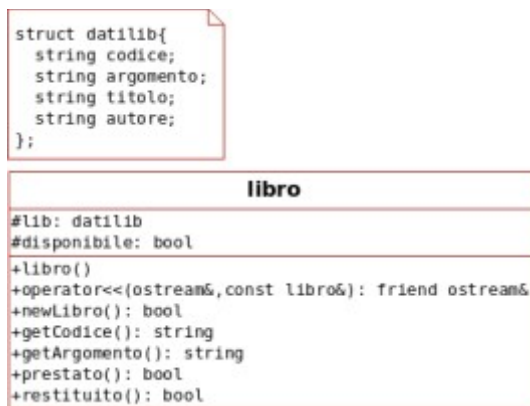 struct datilib{
string codice;
string argomento;
string titolo;
string autore;
};
libro
#lib: datilib
#disponibile: bool
+libro()
+operator<<(ostream&,const libro&): friend ostream&
+newLibro(): bool
+getCodice(): string
+getArgomento(): string
+prestato(): bool
+restituito(): bool